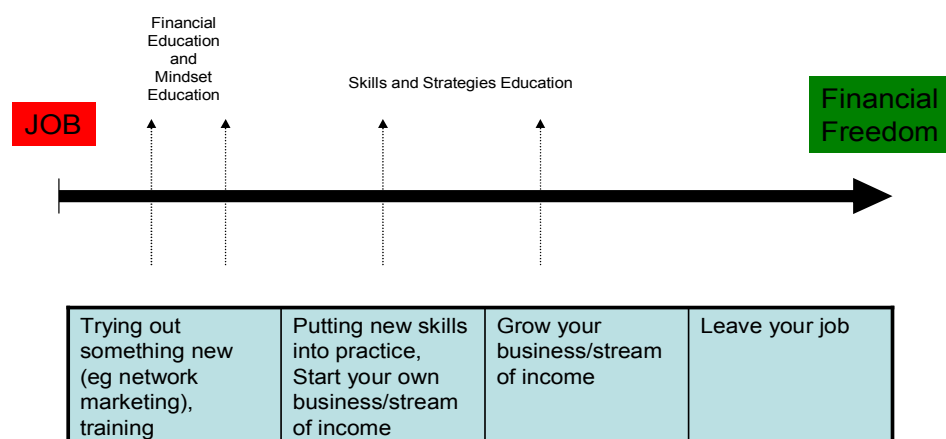 Financial
Education
and
Mindset
Education
Skills and Strategies Education
JOB
Financial
Freedom
Trying out
something new
(eg network
marketing),
training
Putting new skills
into practice,
Start your own
business/stream
of income
Grow your
business/stream
of income
Leave your job